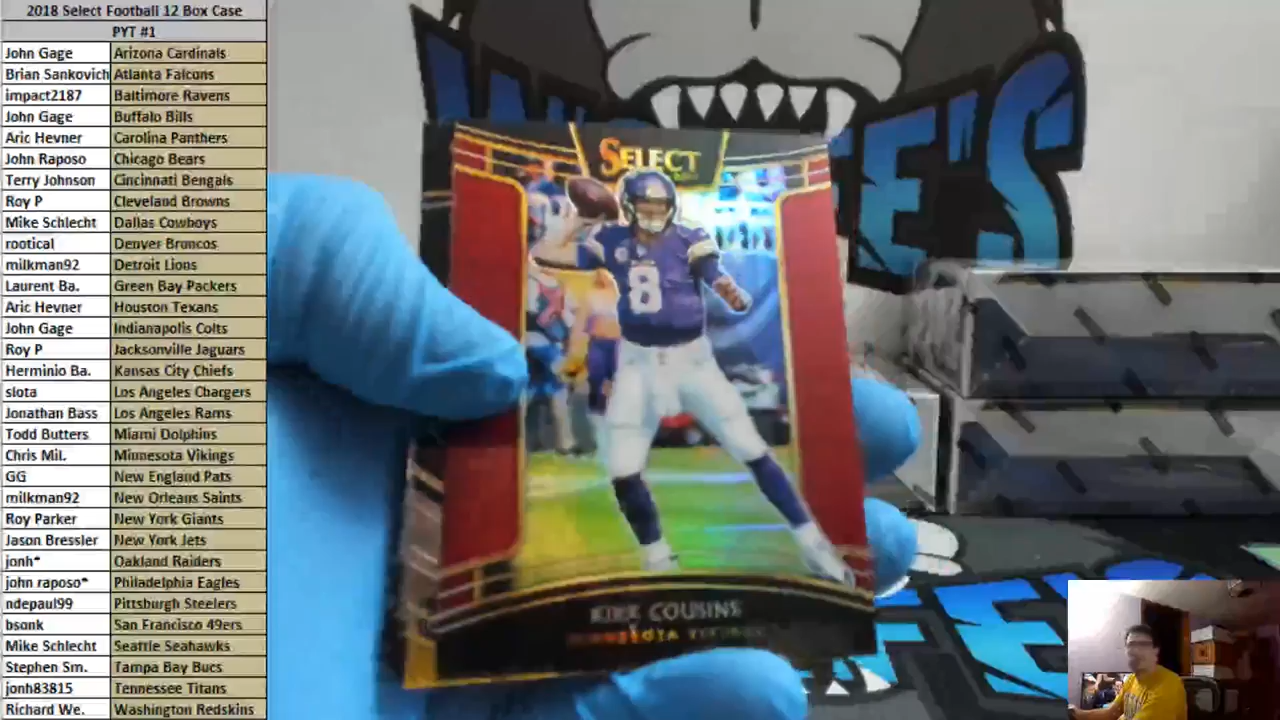 2018 Select Football 12 Box Case
PYT #1
John Gage Arizona Cardinals
Brian Sankovich Atlanta Falcons
impact2187 Baltimore Ravens
John Gage Buffalo Bills
Aric Hevner Carolina Panthers
John Raposo Chicago Bears
Terry Johnson Cincinnati Bengals
Roy P Cleveland Browns
Mike Schlecht Dallas Cowboys
rootical Denver Broncos
milkman92 Detroit Lions
Laurent Ba. Green Bay Packers
Aric Hevner Houston Texans
John Gage Indianapolis Colts
Roy P Jacksonville Jaguars
Herminio Ba. Kansas City Chiefs
slota Los Angeles Chargers
Jonathan Bass Los Angeles Rams
Todd Butters Miami Dolphins
Chris Mil. Minnesota Vikings
GG New England Pats
milkman92 New Orleans Saints
Roy Parker New York Giants
Jason Bressler New York Jets
jonh* Oakland Raiders
john raposo* Philadelphia Eagles
ndepaul99 Pittsburgh Steelers
bsonk San Francisco 49ers
Mike Schlecht Seattle Seahawks
Stephen Sm. Tampa Bay Bucs
jonh83815 Tennessee Titans
Richard We. Washington Redskins
SELECT
8
KIRK COUSINS
MINNESOTA VIKINGS